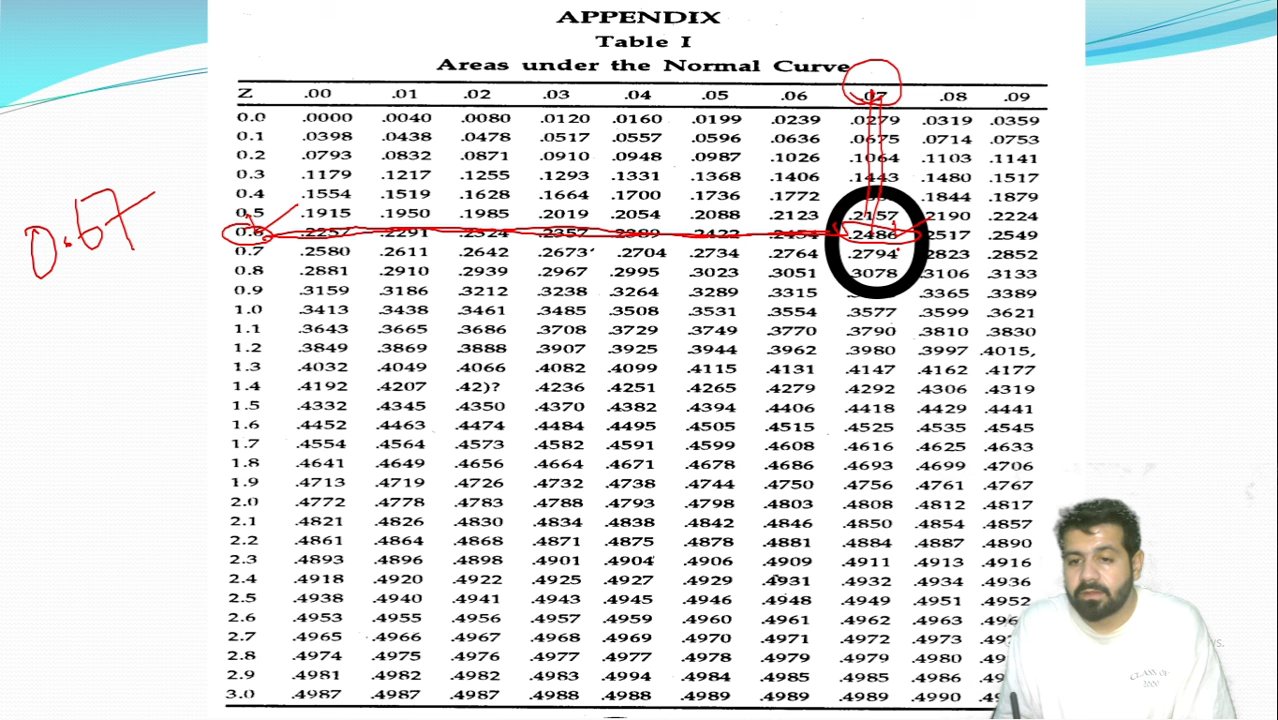 APPENDIX
Table I
Areas under the Normal Curve
Z .00 .01 .02 .03 .04 .05 .06 .07 .08 .09
0.0 .0000 .0040 .0080 .0120 .0160 .0199 .0239 .0279 .0319 .0359
0.1 .0398 .0438 .0478 .0517 .0557 .0596 .0636 .0675 .0714 .0753
0.2 .0793 .0832 .0871 .0910 .0948 .0987 .1026 .1064 .1103 .1141
0.3 .1179 .1217 .1255 .1293 .1331 .1368 .1406 .1443 .1480 .1517
0.67
0.4 .1554 .1519 .1628 .1664 .1700 .1736 .1772 .1844 .1879
0.5 .1915 .1950 .1985 .2019 .2054 .2088 .2123 .2157 .2190 .2224
0.6 .2257 .2291 .2324 .2357 .2389 .2422 .2454 .2486 .2517 .2549
0.7 .2580 .2611 .2642 .2673 .2704 .2734 .2764 .2794 .2823 .2852
0.8 .2881 .2910 .2939 .2967 .2995 .3023 .3051 .3078 .3106 .3133
0.9 .3159 .3186 .3212 .3238 .3264 .3289 .3315 .3365 .3389
1.0 .3413 .3438 .3461 .3485 .3508 .3531 .3554 .3577 .3599 .3621
1.1 .3643 .3665 .3686 .3708 .3729 .3749 .3770 .3790 .3810 .3830
1.2 .3849 .3869 .3888 .3907 .3925 .3944 .3962 .3980 .3997 .4015,
1.3 .4032 .4049 .4066 .4082 .4099 .4115 .4131 .4147 .4162 .4177
1.4 .4192 .4207 .42)? .4236 .4251 .4265 .4279 .4292 .4306 .4319
1.5 .4332 .4345 .4350 .4370 .4382 .4394 .4406 .4418 .4429 .4441
1.6 .4452 .4463 .4474 .4484 .4495 .4505 .4515 .4525 .4535 .4545
1.7 .4554 .4564 .4573 .4582 .4591 .4599 .4608 .4616 .4625 .4633
1.8 .4641 .4649 .4656 .4664 .4671 .4678 .4686 .4693 .4699 .4706
1.9 .4713 .4719 .4726 .4732 .4738 .4744 .4750 .4756 .4761 .4767
2.0 .4772 .4778 .4783 .4788 .4793 .4798 .4803 .4808 .4812 .4817
2.1 .4821 .4826 .4830 .4834 .4838 .4842 .4846 .4850 .4854 .4857
2.2 .4861 .4864 .4868 .4871 .4875 .4878 .4881 .4884 .4887 .4890
2.3 .4893 .4896 .4898 .4901 .4904 .4906 .4909 .4911 .4913 .4916
2.4 .4918 .4920 .4922 .4925 .4927 .4929 .4931 .4932 .4934 .4936
2.5 .4938 .4940 .4941 .4943 .4945 .4946 .4948 .4949 .4951 .4952
2.6 .4953 .4955 .4956 .4957 .4959 .4960 .4961 .4962 .4963
2.7 .4965 .4966 .4967 .4968 .4969 .4970 .4971 .4972 .4973
2.8 .4974 .4975 .4976 .4977 .4977 .4978 .4979 .4979 .4980
2.9 .4981 .4982 .4982 .4983 .4994 .4984 .4985 .4985 .4986
3.0 .4987 .4987 .4987 .4988 .4988 .4989 .4989 .4989 .4990
CLASS OF